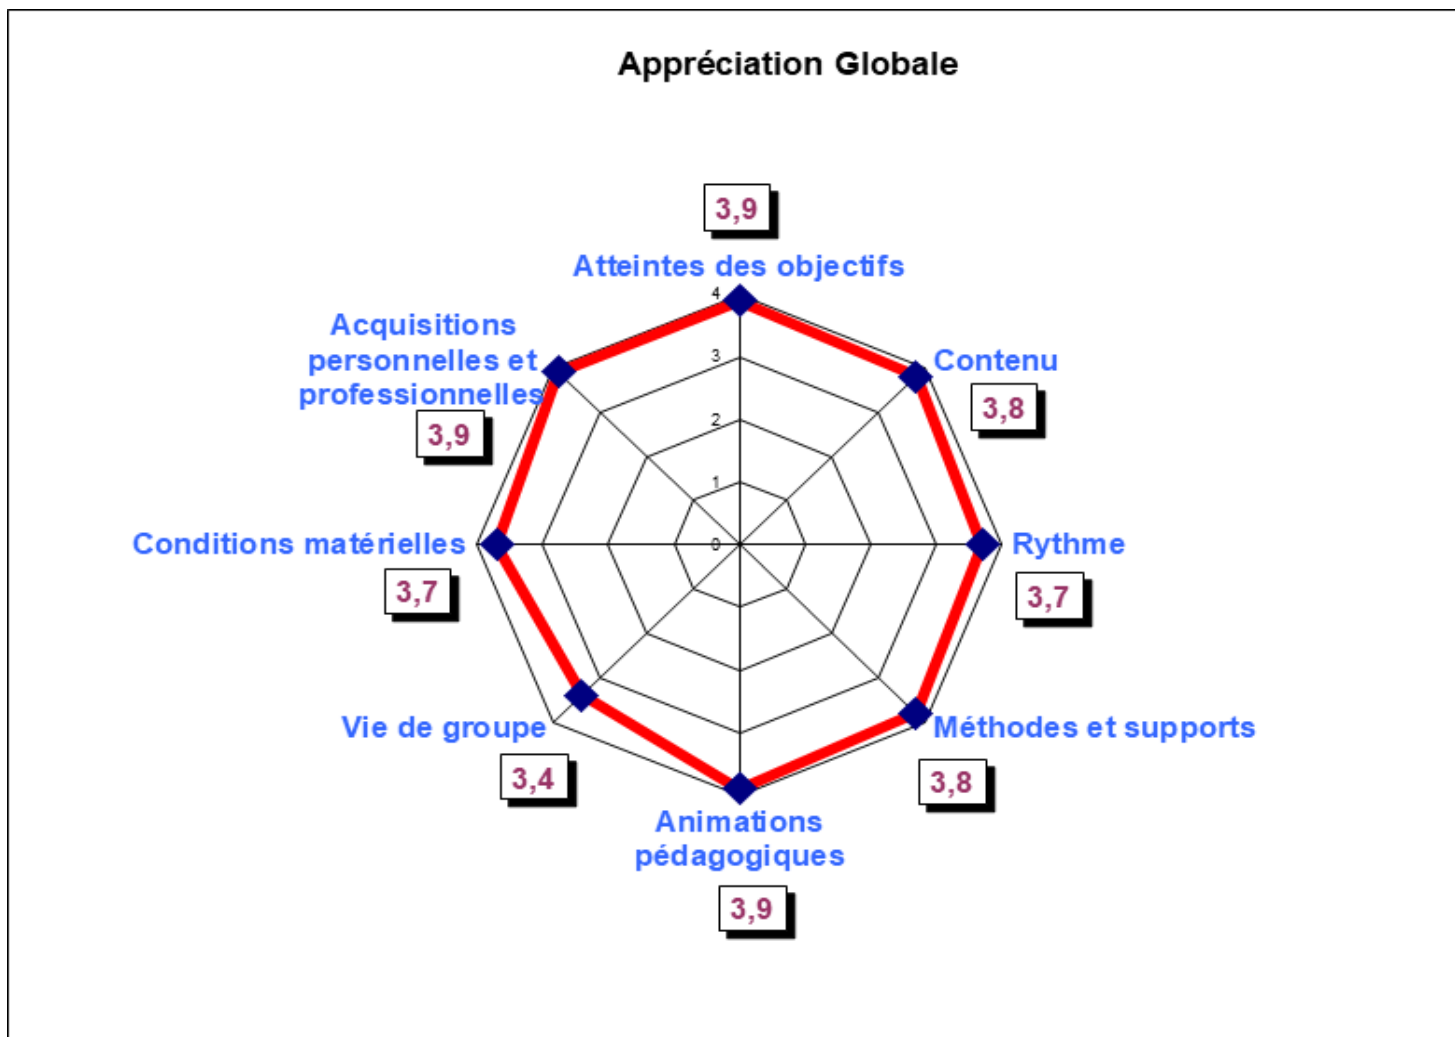 Appréciation Globale
3,9
Atteintes des objectifs
4
3
2
1
0
Contenu
3,8
Rythme
3,7
Méthodes et supports
3,8
Animations
pédagogiques
3,9
Vie de groupe
3,4
Conditions matérielles
3,7
Acquisitions
personnelles et
professionnelles
3,9